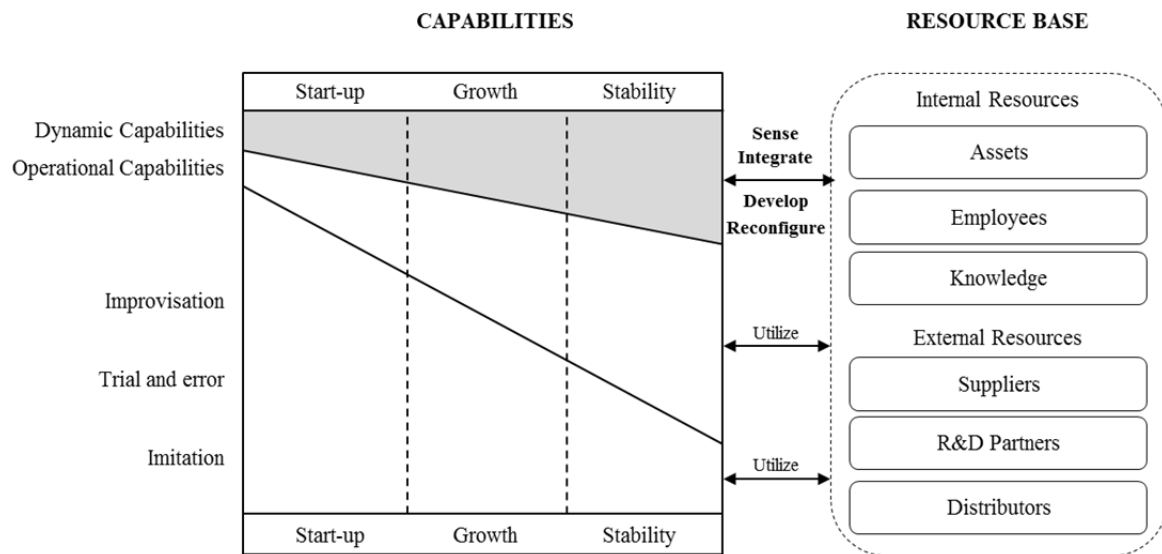 CAPABILITIES
RESOURCE BASE
Start-up
Growth
Stability
Dynamic Capabilities
Operational Capabilities
Improvisation
Trial and error
Imitation
Start-up
Growth
Stability
Sense
Integrate
Develop
Reconfigure
Utilize
Utilize
Internal Resources
Assets
Employees
Knowledge
External Resources
Suppliers
R&D Partners
Distributors